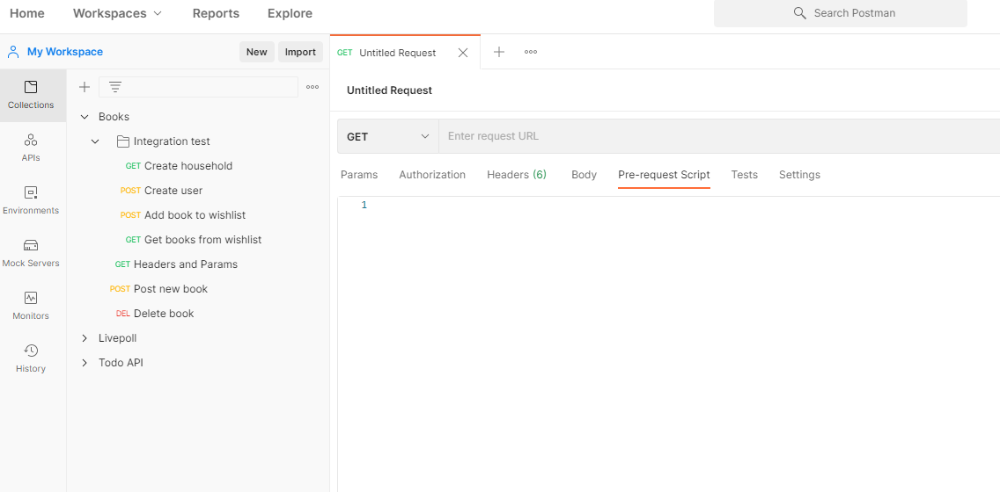 Home Workspaces Reports Explore Search Postman
My Workspace New Import
GET Untitled Request
Untitled Request
GET Enter request URL
Params Authorization Headers (6) Body Pre-request Script Tests Settings
1
Collections
APIs
Environments
Mock Servers
Monitors
History
Books
Integration test
GET Create household
POST Create user
POST Add book to wishlist
GET Get books from wishlist
GET Headers and Params
POST Post new book
DEL Delete book
Livepoll
Todo API